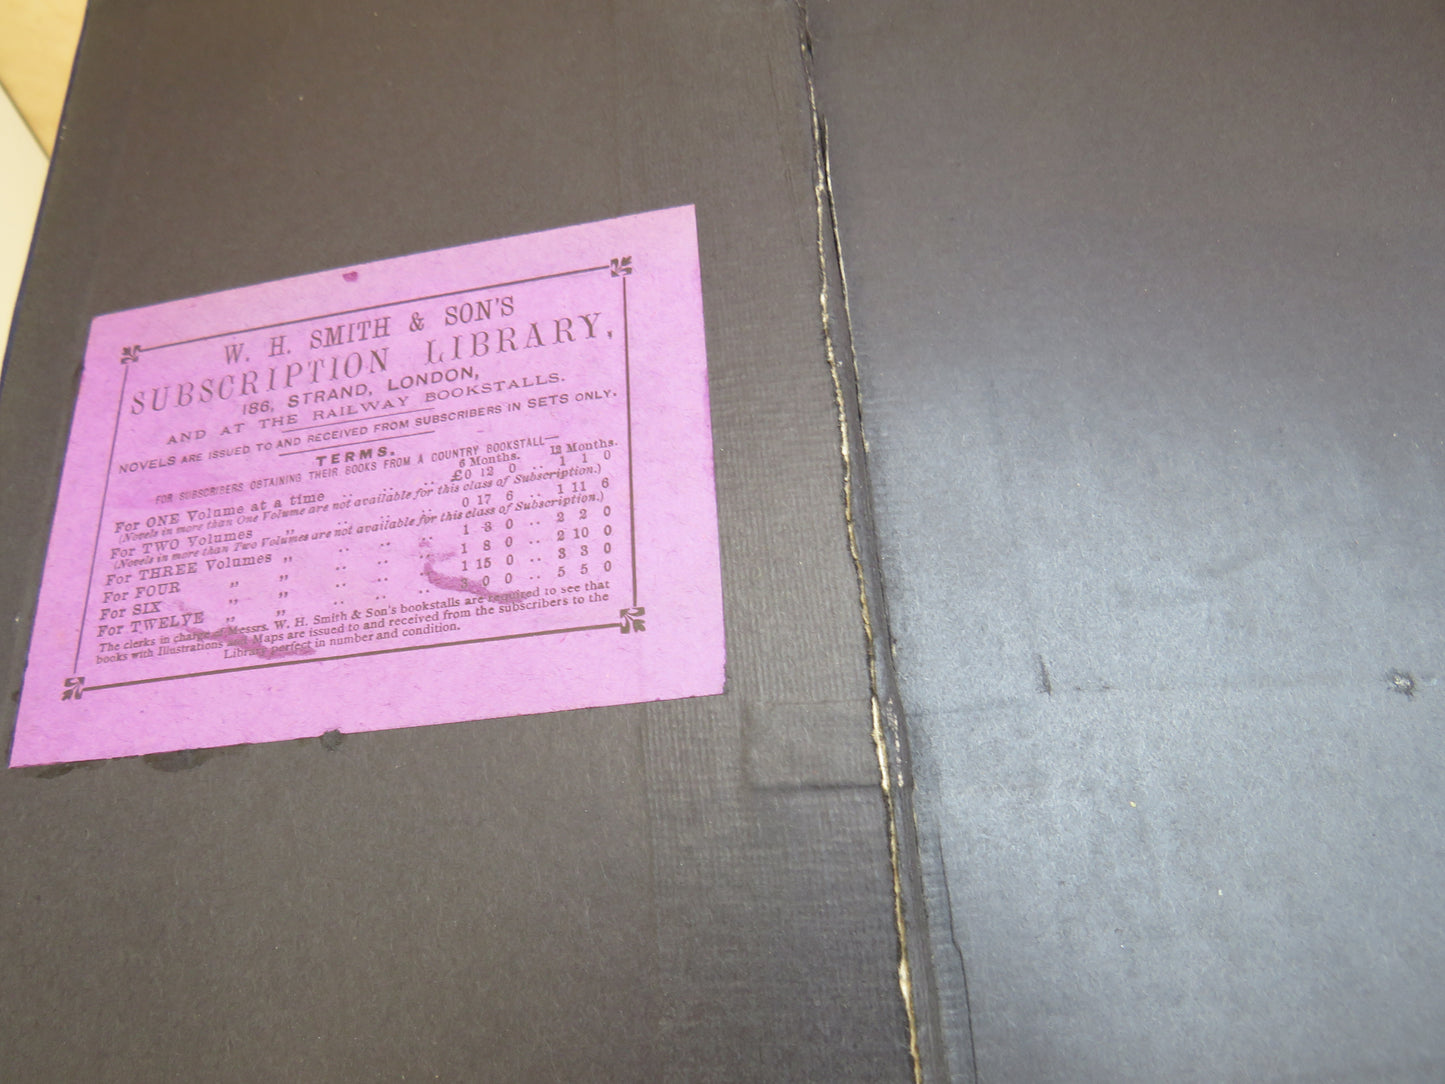 W. H. SMITH & SON'S
SUBSCRIPTION LIBRARY,
186, STRAND, LONDON,
AND AT THE RAILWAY BOOKSTALLS.
NOVELS ARE ISSUED TO AND RECEIVED FROM SUBSCRIBERS IN SETS ONLY.
TERMS.
FOR SUBSCRIBERS OBTAINING THEIR BOOKS FROM A COUNTRY BOOKSTALL—
6 Months. 12 Months.
For ONE Volume at a time .. .. .. £0 12 0 .. 1 1 0
(Novels in more than One Volume are not available for this class of Subscription.)
For TWO Volumes „ .. .. .. 0 17 6 .. 1 11 6
(Novels in more than Two Volumes are not available for this class of Subscription.)
For THREE Volumes „ .. .. .. 1 3 0 .. 2 2 0
For FOUR „ „ .. .. .. 1 8 0 .. 2 10 0
For SIX „ „ .. .. .. 1 15 0 .. 3 3 0
For TWELVE „ „ .. .. .. 3 0 0 .. 5 5 0
The clerks in charge of Messrs. W. H. Smith & Son's bookstalls are required to see that
books with Illustrations and Maps are issued to and received from the subscribers to the
Library perfect in number and condition.